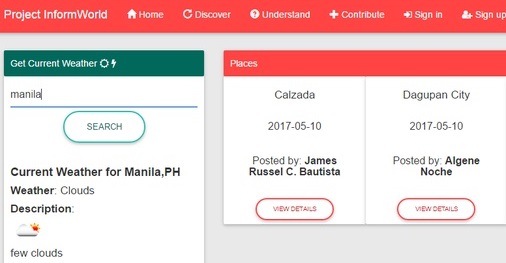 Project InformWorld Home Discover Understand Contribute Sign in Sign up
Get Current Weather
manila
SEARCH
Current Weather for Manila,PH
Weather: Clouds
Description:
few clouds
Places
Calzada
2017-05-10
Posted by: James
Russel C. Bautista
VIEW DETAILS
Dagupan City
2017-05-10
Posted by: Algene
Noche
VIEW DETAILS